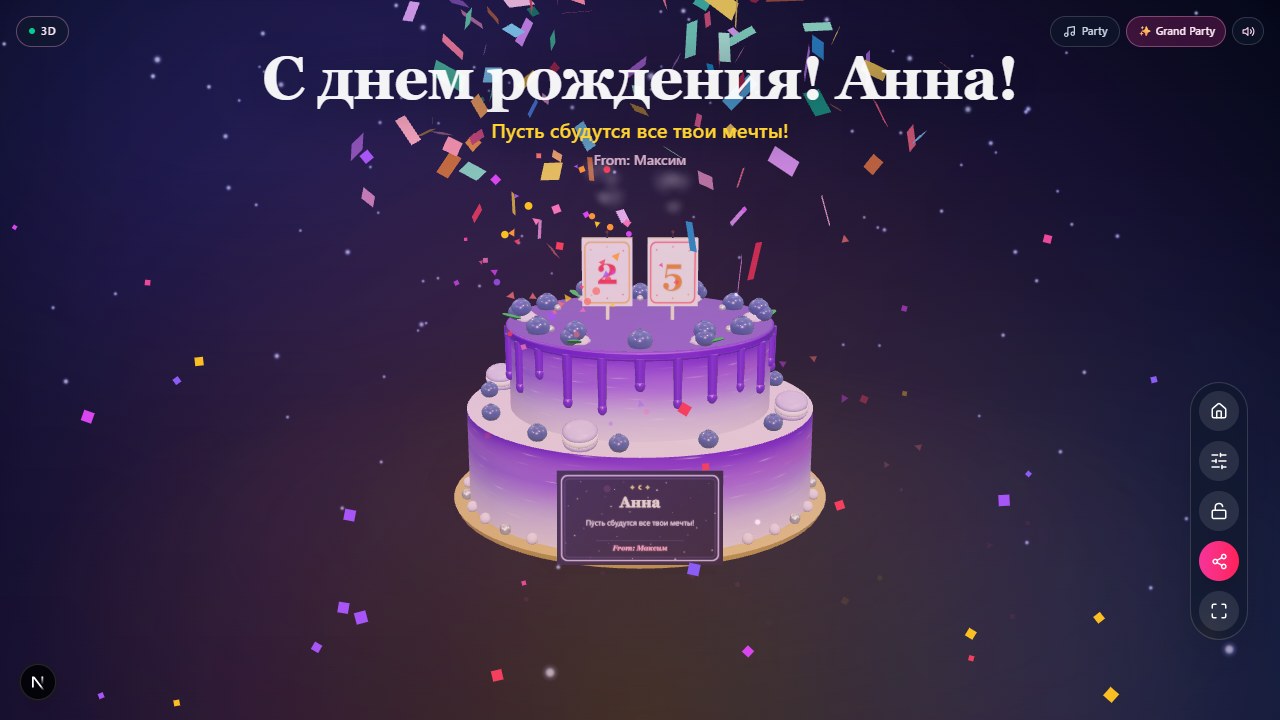 3D
Party
Grand Party
С днем рождения! Анна!
Пусть сбудутся все твои мечты!
From: Максим
2 5
Анна
Пусть сбудутся все твои мечты!
From: Максим
N